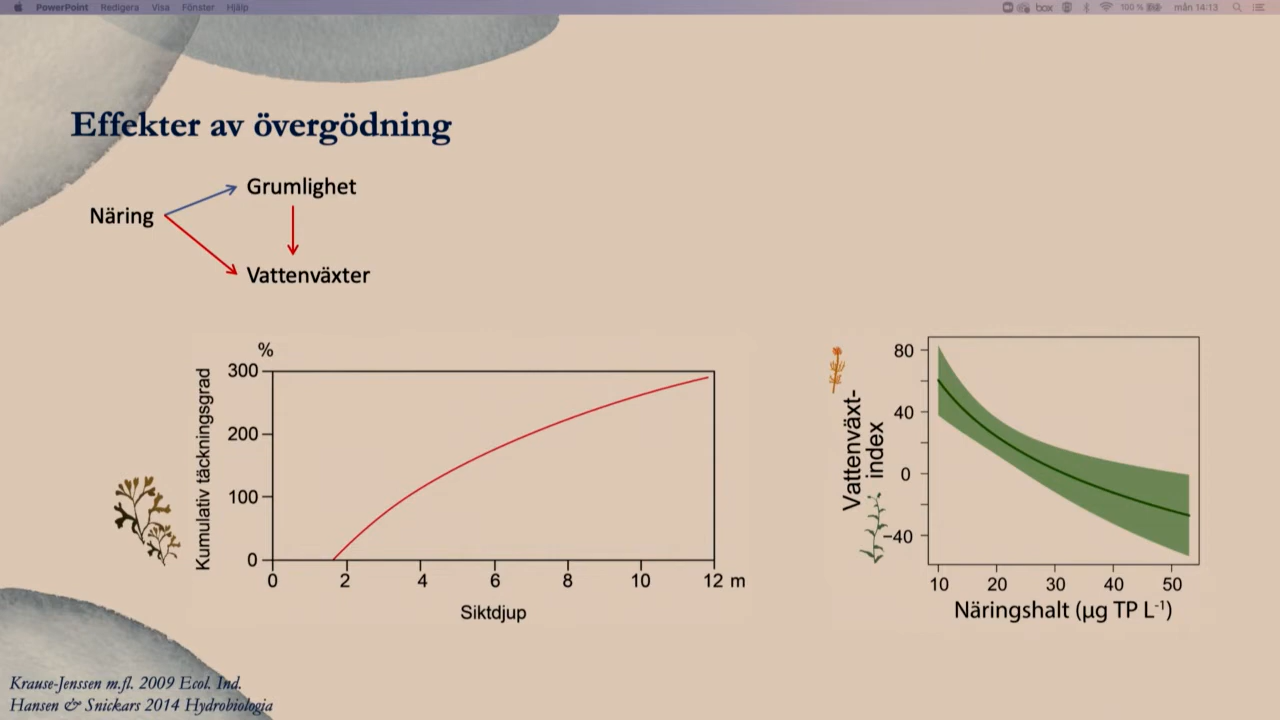 PowerPoint Redigera Visa Fönster Hjälp
box 100 % mån 14:13
Effekter av övergödning
Grumlighet
Näring
Vattenväxter
%
Kumulativ täckningsgrad
300
200
100
0
0 2 4 6 8 10 12 m
Siktdjup
Vattenväxt-
index
80
40
0
-40
10 20 30 40 50
Näringshalt (µg TP L⁻¹)
Krause-Jenssen m.fl. 2009 Ecol. Ind.
Hansen & Snickars 2014 Hydrobiologia